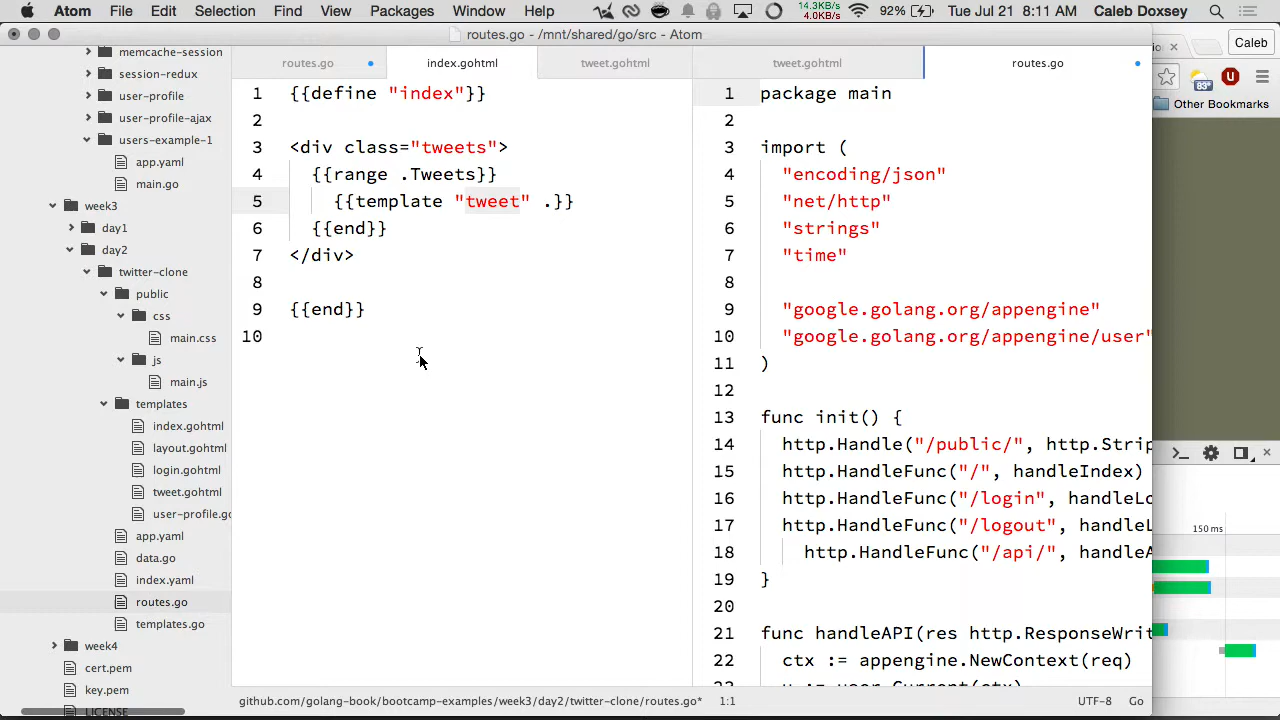 Atom File Edit Selection Find View Packages Window Help 14.3KB/s 4.0KB/s 92% Tue Jul 21 8:11 AM Caleb Doxsey
routes.go - /mnt/shared/go/src - Atom
Caleb
83°
Other Bookmarks
memcache-session
session-redux
user-profile
user-profile-ajax
users-example-1
app.yaml
main.go
week3
day1
day2
twitter-clone
public
css
main.css
js
main.js
templates
index.gohtml
layout.gohtml
login.gohtml
tweet.gohtml
user-profile.go
app.yaml
data.go
index.yaml
routes.go
templates.go
week4
cert.pem
key.pem
LICENSE
routes.go index.gohtml tweet.gohtml
1 {{define "index"}}
2
3 <div class="tweets">
4 {{range .Tweets}}
5 {{template "tweet" .}}
6 {{end}}
7 </div>
8
9 {{end}}
10
tweet.gohtml routes.go
1 package main
2
3 import (
4 "encoding/json"
5 "net/http"
6 "strings"
7 "time"
8
9 "google.golang.org/appengine"
10 "google.golang.org/appengine/user"
11 )
12
13 func init() {
14 http.Handle("/public/", http.Strip
15 http.HandleFunc("/", handleIndex)
16 http.HandleFunc("/login", handleLo
17 http.HandleFunc("/logout", handleL
18 http.HandleFunc("/api/", handleA
19 }
20
21 func handleAPI(res http.ResponseWrit
22 ctx := appengine.NewContext(req)
23 u := user.Current(ctx)
150 ms
github.com/golang-book/bootcamp-examples/week3/day2/twitter-clone/routes.go* 1:1 UTF-8 Go